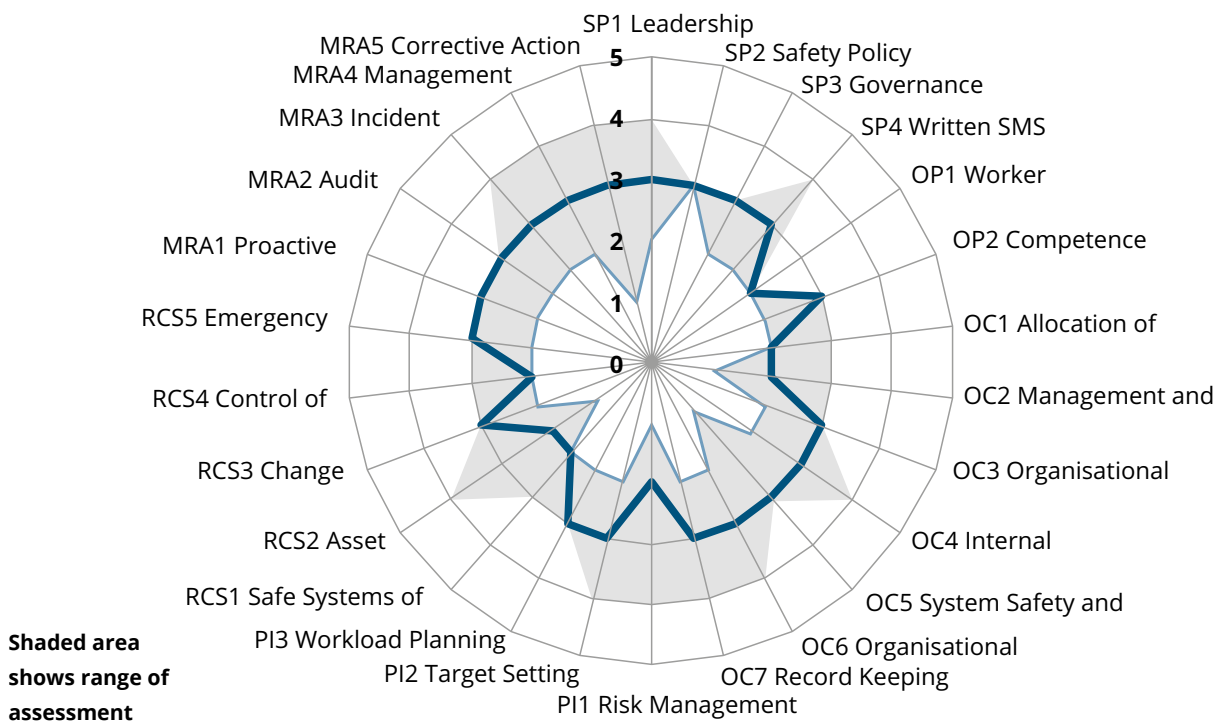 SP1 Leadership
SP2 Safety Policy
SP3 Governance
SP4 Written SMS
OP1 Worker
OP2 Competence
OC1 Allocation of
OC2 Management and
OC3 Organisational
OC4 Internal
OC5 System Safety and
OC6 Organisational
OC7 Record Keeping
PI1 Risk Management
PI2 Target Setting
PI3 Workload Planning
RCS1 Safe Systems of
RCS2 Asset
RCS3 Change
RCS4 Control of
RCS5 Emergency
MRA1 Proactive
MRA2 Audit
MRA3 Incident
MRA4 Management
MRA5 Corrective Action
5
4
3
2
1
0
Shaded area
shows range of
assessment